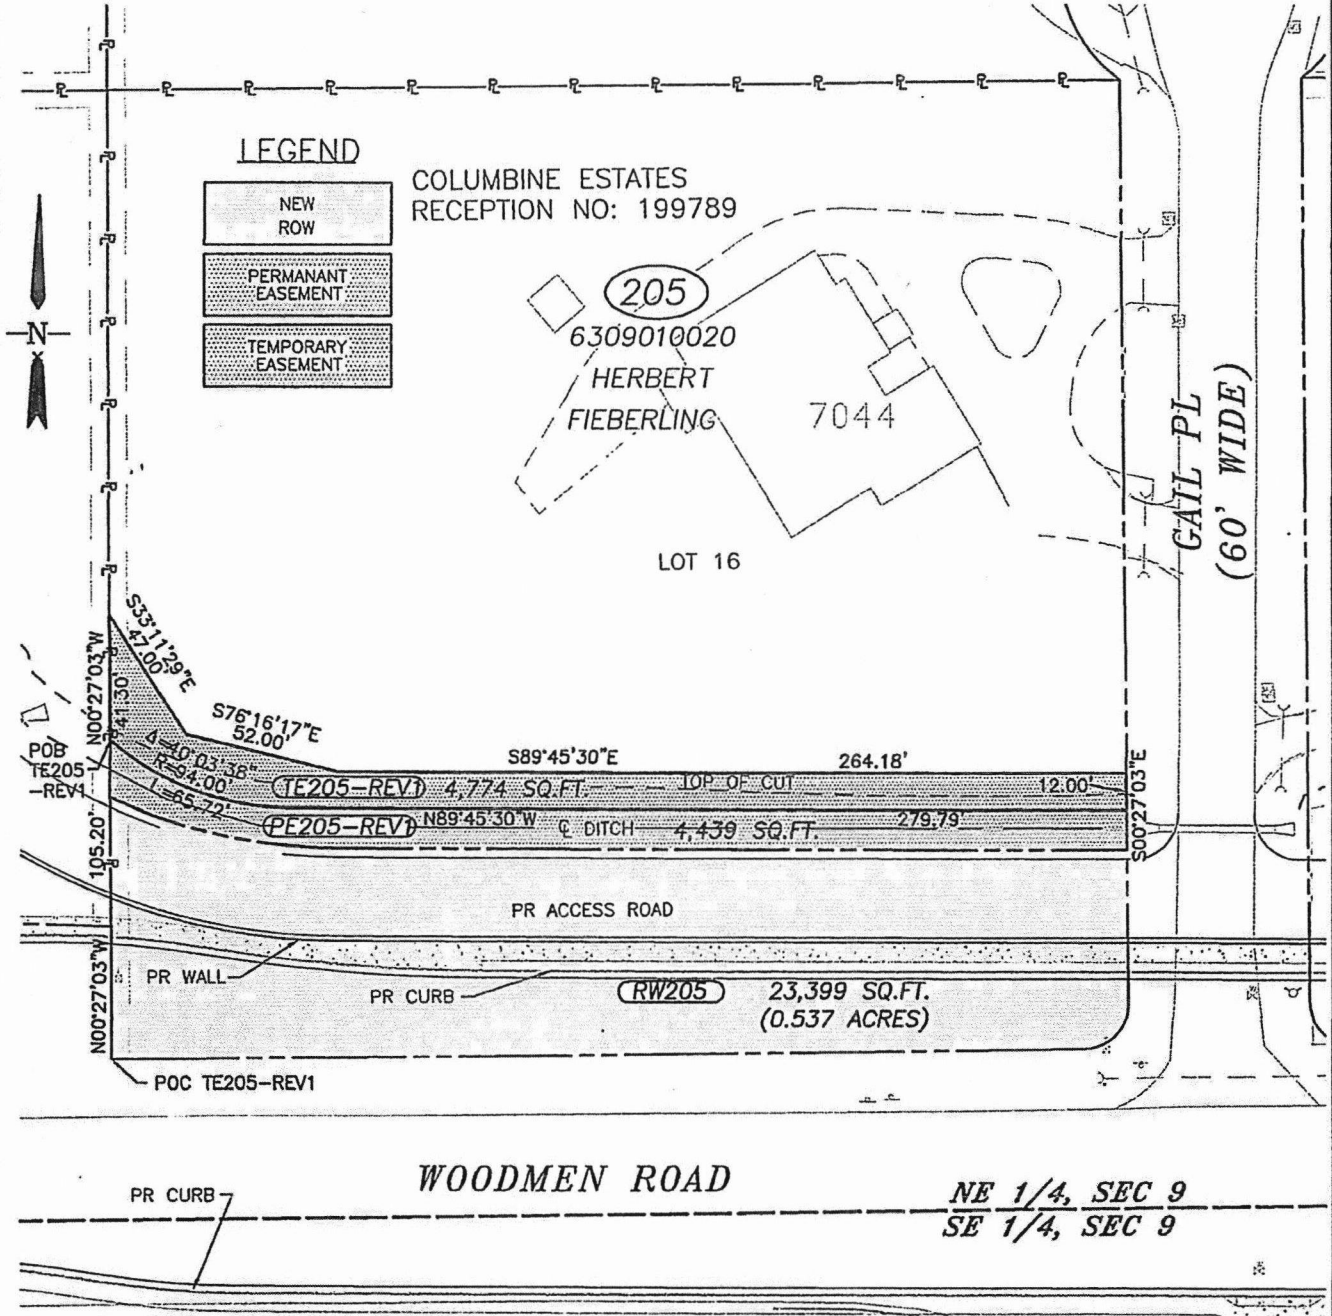 LEGEND
NEW
ROW
PERMANANT
EASEMENT
TEMPORARY
EASEMENT
COLUMBINE ESTATES
RECEPTION NO: 199789
N
205
6309010020
HERBERT
FIEBERLING
7044
LOT 16
GAIL PL
(60' WIDE)
S33°11'29"E
47.00'
N00°27'03"W
41.30'
S76°16'17"E
52.00'
S89°45'30"E 264.18'
POB
TE205
-REV1
Δ=40°03'38"
R=94.00'
L=65.72'
TE205-REV1 4,774 SQ.FT. TOP OF CUT 12.00'
S00°27'03"E
PE205-REV1 N89°45'30"W ℄ DITCH 4,439 SQ.FT. 279.79'
105.20'
N00°27'03"W
PR ACCESS ROAD
PR WALL
PR CURB
RW205 23,399 SQ.FT.
(0.537 ACRES)
POC TE205-REV1
WOODMEN ROAD
PR CURB
NE 1/4, SEC 9
SE 1/4, SEC 9